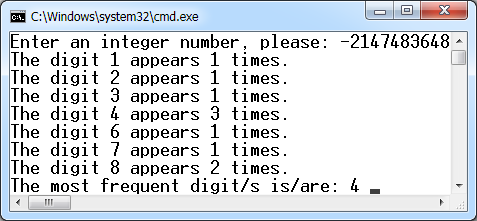 C:\Windows\system32\cmd.exe
Enter an integer number, please: -2147483648
The digit 1 appears 1 times.
The digit 2 appears 1 times.
The digit 3 appears 1 times.
The digit 4 appears 3 times.
The digit 6 appears 1 times.
The digit 7 appears 1 times.
The digit 8 appears 2 times.
The most frequent digit/s is/are: 4